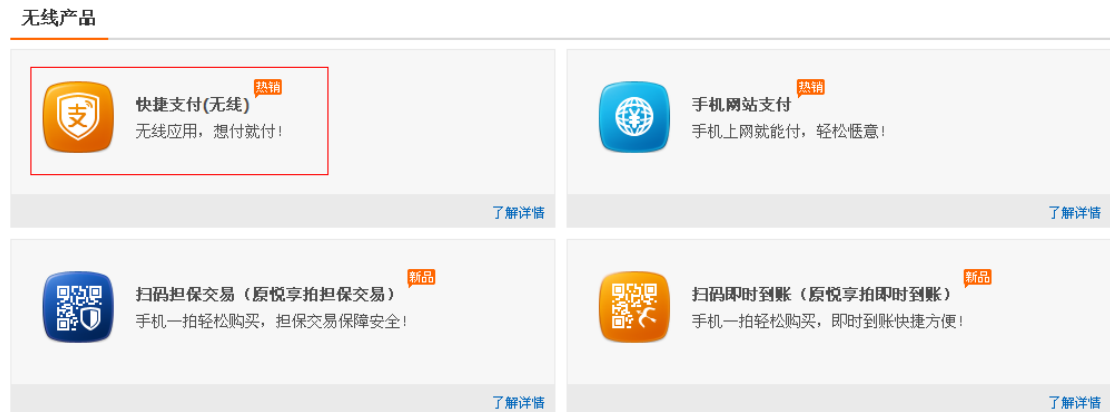 无线产品
热销
快捷支付(无线)
无线应用，想付就付！
了解详情
热销
手机网站支付
手机上网就能付，轻松惬意！
了解详情
新品
扫码担保交易（原悦享拍担保交易）
手机一拍轻松购买，担保交易保障安全！
了解详情
新品
扫码即时到账（原悦享拍即时到账）
手机一拍轻松购买，即时到账快捷方便！
了解详情
支